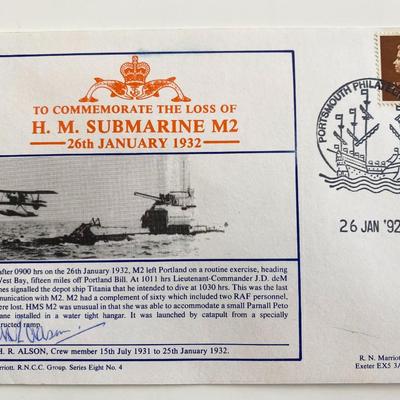 TO COMMEMORATE THE LOSS OF
H. M. SUBMARINE M2
26th JANUARY 1932
PORTSMOUTH PHILATE
26 JAN '92
after 0900 hrs on the 26th January 1932, M2 left Portland on a routine exercise, heading
West Bay, fifteen miles off Portland Bill. At 1011 hrs Lieutenant-Commander J.D. deM
mes signalled the depot ship Titania that he intended to dive at 1030 hrs. This was the last
munication with M2. M2 had a complement of sixty which included two RAF personnel,
ere lost. HMS M2 was unusual in that she was able to accommodate a small Parnall Peto
ane installed in a water tight hangar. It was launched by catapult from a specially
tructed ramp.
H. R. ALSON, Crew member 15th July 1931 to 25th January 1932.
arriott. R.N.C.C. Group. Series Eight No. 4
R. N. Marriott
Exeter EX5 3A